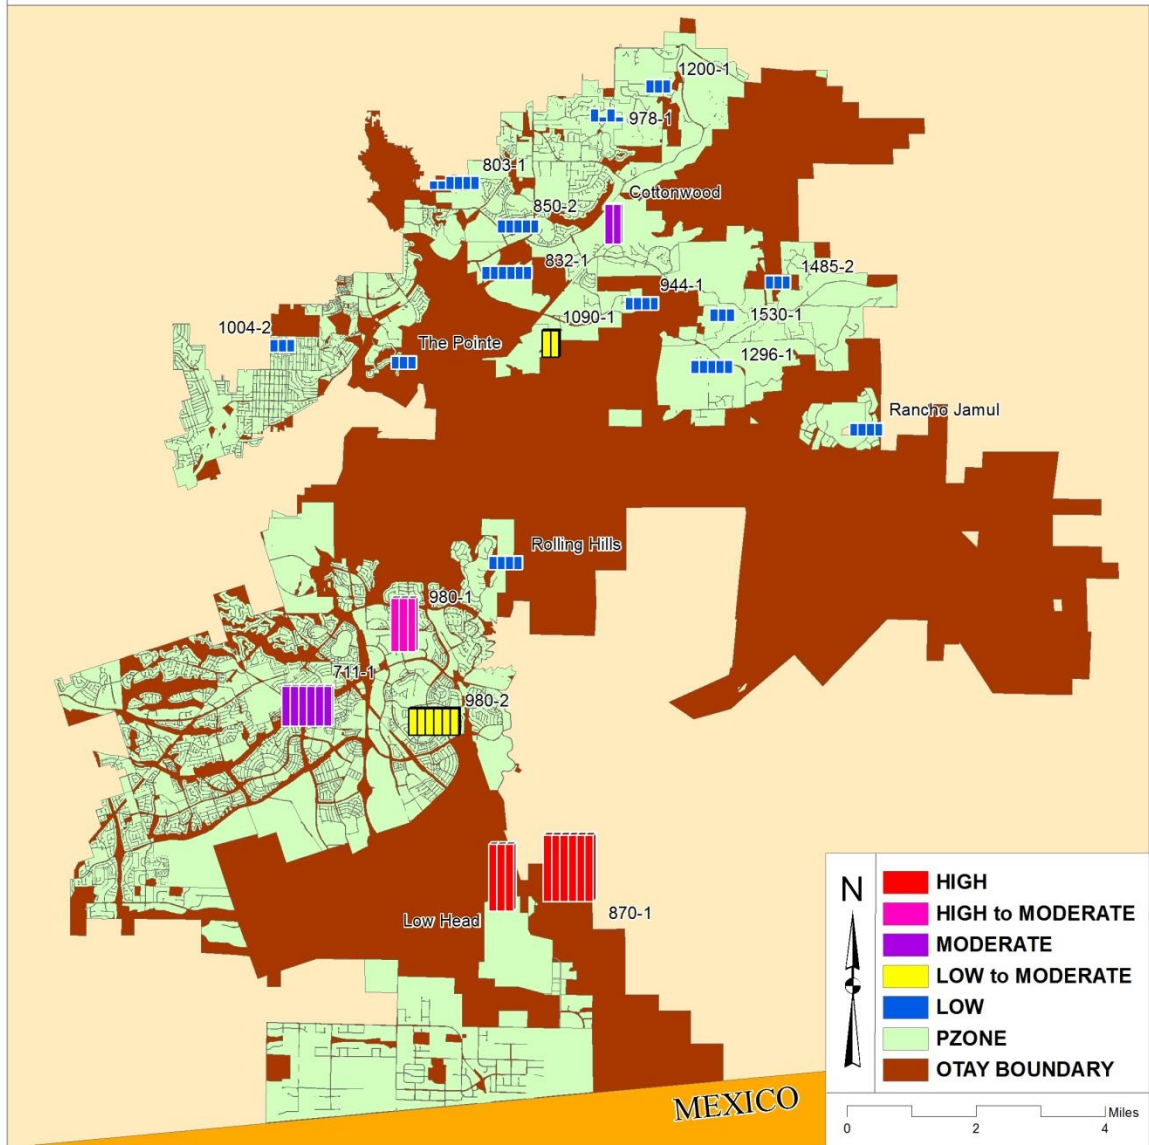 1200-1
978-1
803-1
Cottonwood
850-2
832-1
1485-2
944-1
1090-1
1530-1
1004-2
The Pointe
1296-1
Rancho Jamul
Rolling Hills
980-1
711-1
980-2
870-1
Low Head
MEXICO
N
HIGH
HIGH to MODERATE
MODERATE
LOW to MODERATE
LOW
PZONE
OTAY BOUNDARY
Miles
0 2 4